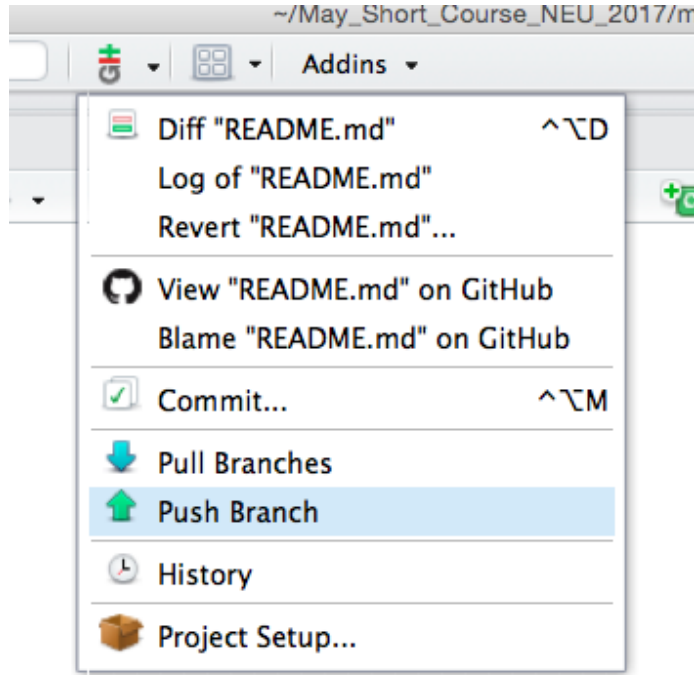 ~/May_Short_Course_NEU_2017/m
Addins
Diff "README.md" ^⌥D
Log of "README.md"
Revert "README.md"...
View "README.md" on GitHub
Blame "README.md" on GitHub
Commit... ^⌥M
Pull Branches
Push Branch
History
Project Setup...